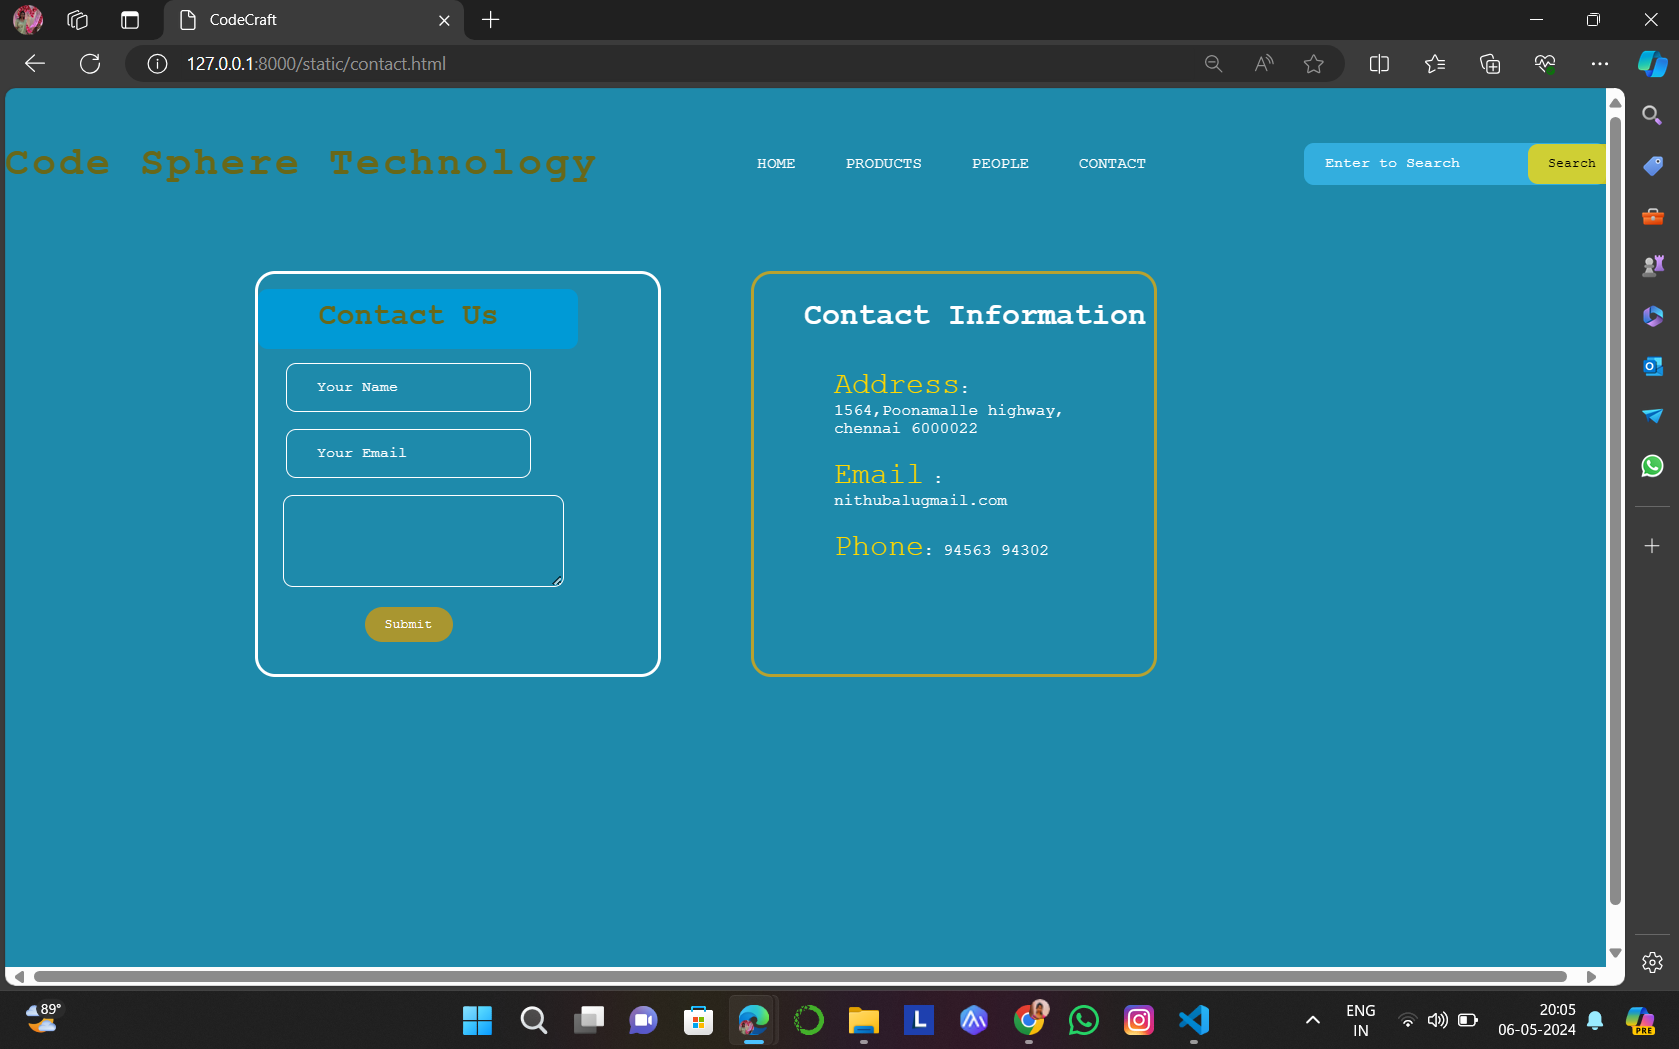 CodeCraft
127.0.0.1:8000/static/contact.html
Code Sphere Technology
HOME PRODUCTS PEOPLE CONTACT
Enter to Search Search
Contact Us
Your Name
Your Email
Submit
Contact Information
Address:
1564,Poonamalle highway,
chennai 6000022
Email :
nithubalugmail.com
Phone: 94563 94302
89°
L
ENG
IN
20:05
06-05-2024
PRE